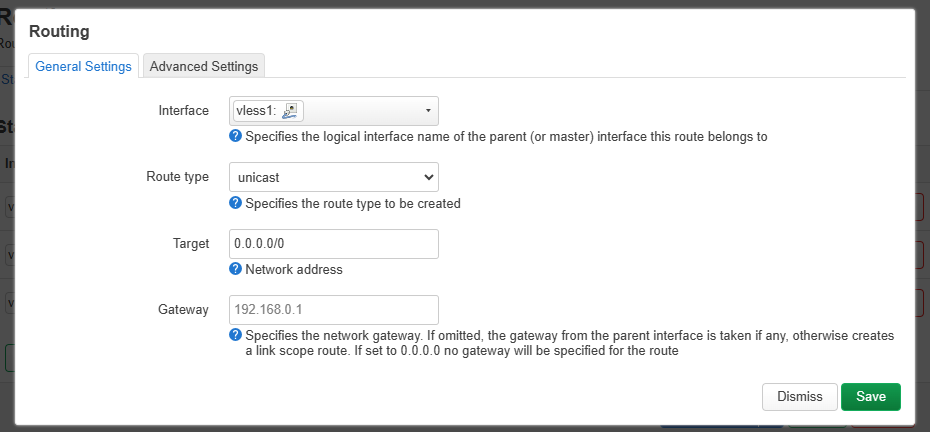 Routing
General Settings
Advanced Settings
Interface
vless1:
Specifies the logical interface name of the parent (or master) interface this route belongs to
Route type
unicast
Specifies the route type to be created
Target
0.0.0.0/0
Network address
Gateway
192.168.0.1
Specifies the network gateway. If omitted, the gateway from the parent interface is taken if any, otherwise creates
a link scope route. If set to 0.0.0.0 no gateway will be specified for the route
Dismiss
Save